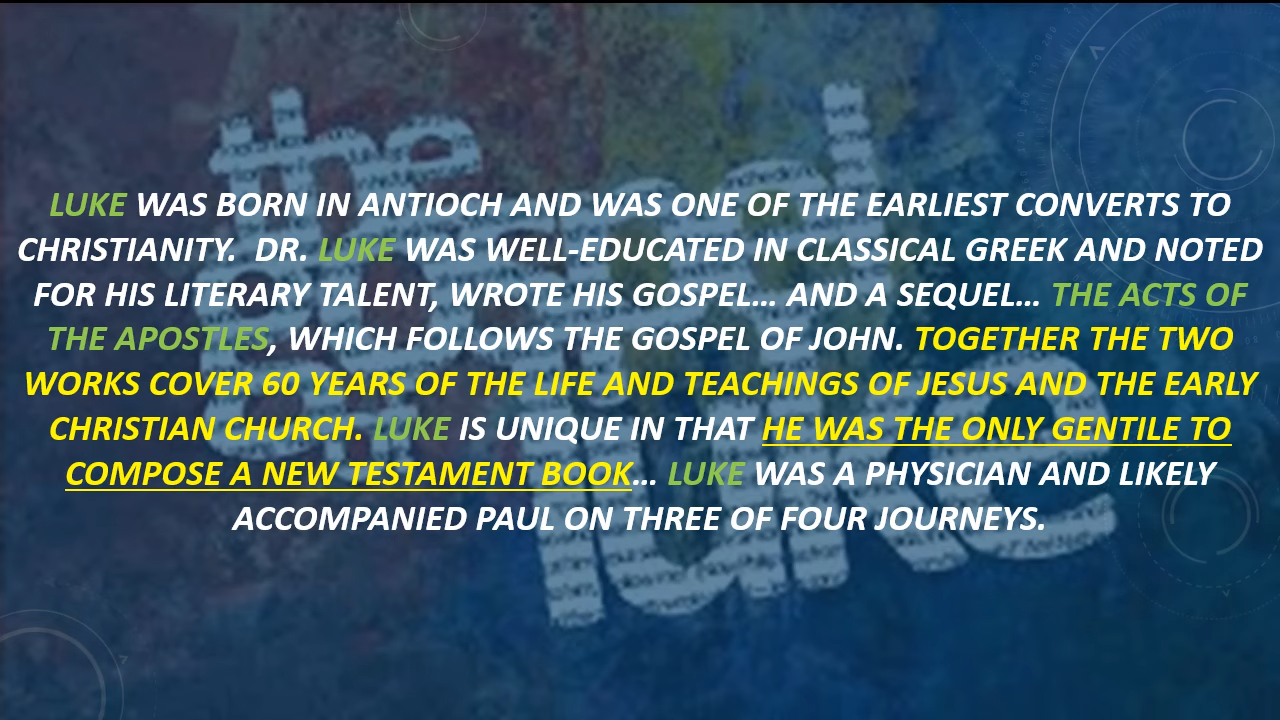 LUKE WAS BORN IN ANTIOCH AND WAS ONE OF THE EARLIEST CONVERTS TO
CHRISTIANITY.  DR. LUKE WAS WELL-EDUCATED IN CLASSICAL GREEK AND NOTED
FOR HIS LITERARY TALENT, WROTE HIS GOSPEL... AND A SEQUEL... THE ACTS OF
THE APOSTLES, WHICH FOLLOWS THE GOSPEL OF JOHN. TOGETHER THE TWO
WORKS COVER 60 YEARS OF THE LIFE AND TEACHINGS OF JESUS AND THE EARLY
CHRISTIAN CHURCH. LUKE IS UNIQUE IN THAT HE WAS THE ONLY GENTILE TO
COMPOSE A NEW TESTAMENT BOOK... LUKE WAS A PHYSICIAN AND LIKELY
ACCOMPANIED PAUL ON THREE OF FOUR JOURNEYS.
the
gospel
of luke